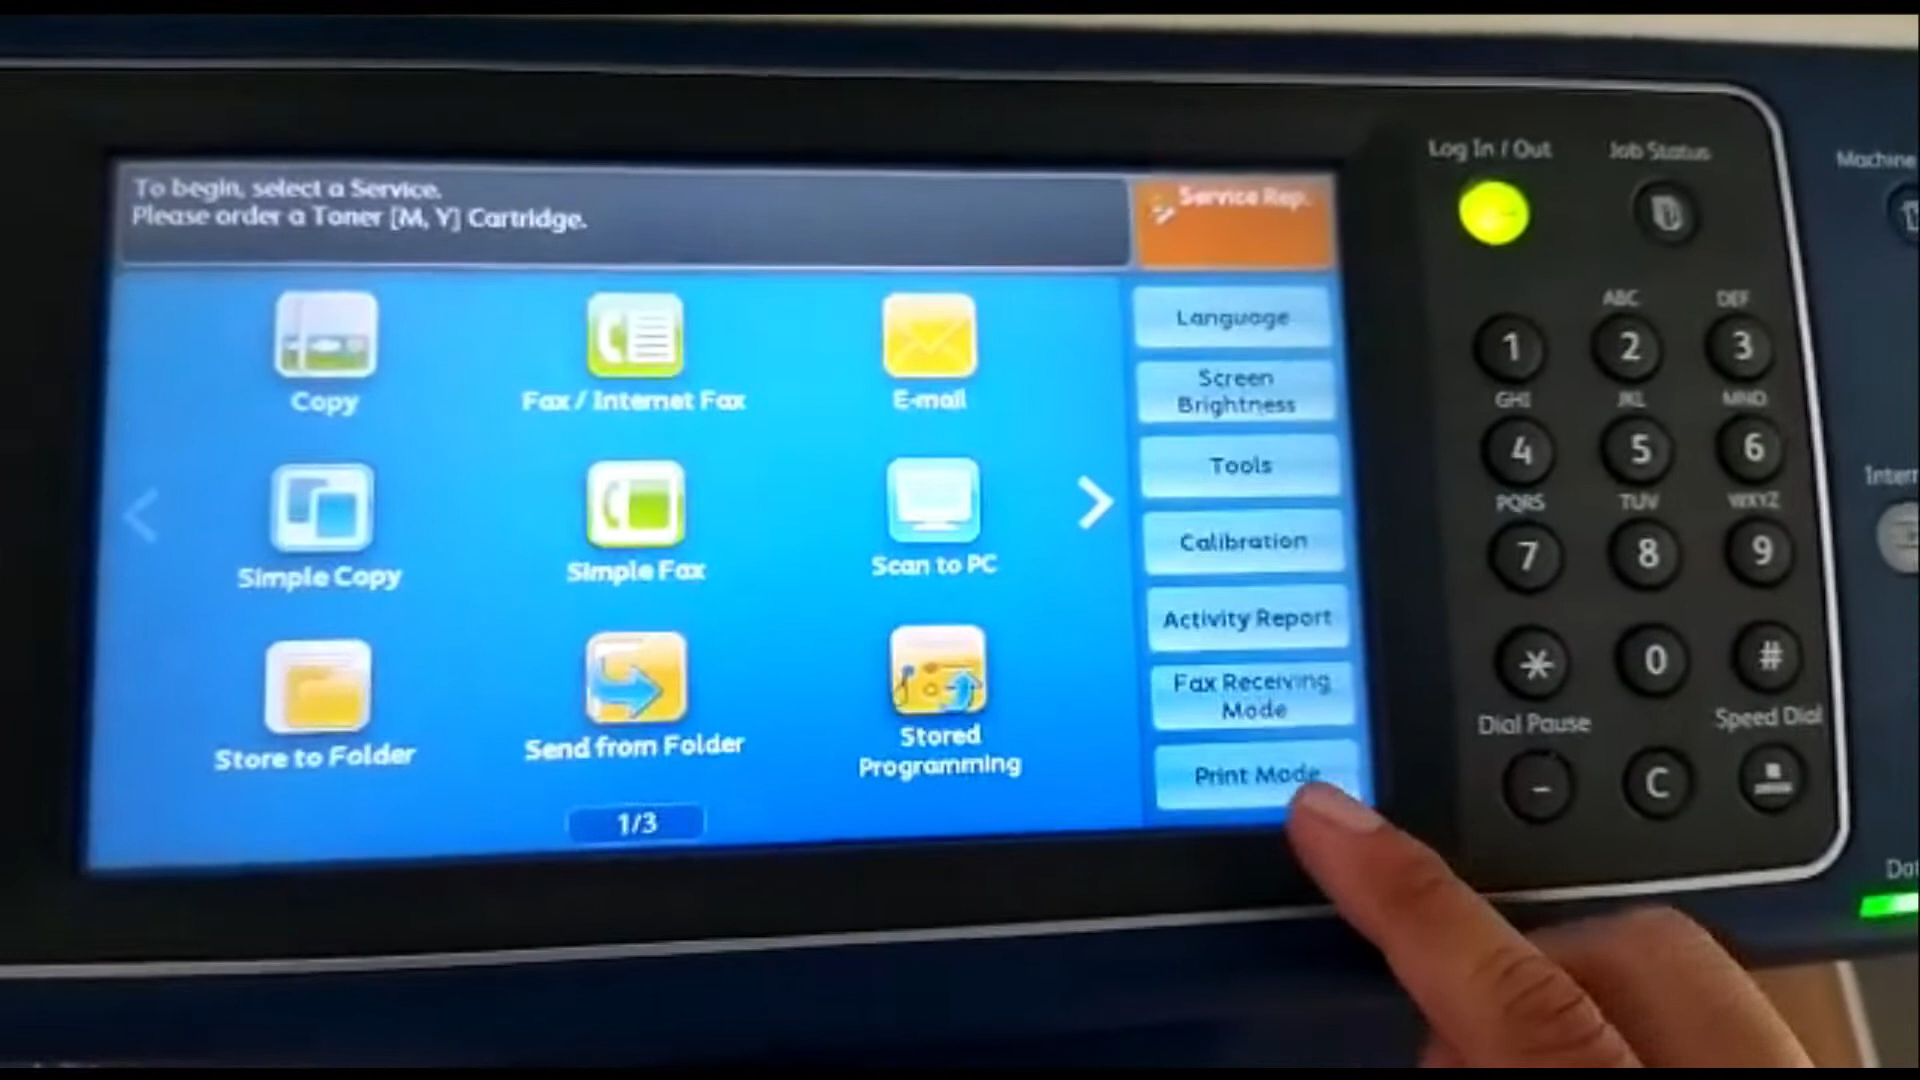 To begin, select a Service.
Please order a Toner [M, Y] Cartridge.
Service Rep.
Copy
Fax / Internet Fax
E-mail
Simple Copy
Simple Fax
Scan to PC
Store to Folder
Send from Folder
Stored
Programming
1/3
Language
Screen
Brightness
Tools
Calibration
Activity Report
Fax Receiving
Mode
Print Mode
Log In / Out
Job Status
Machine
ABC
DEF
1
2
3
GHI
JKL
MNO
4
5
6
PQRS
TUV
WXYZ
7
8
9
*
0
#
Dial Pause
Speed Dial
-
C